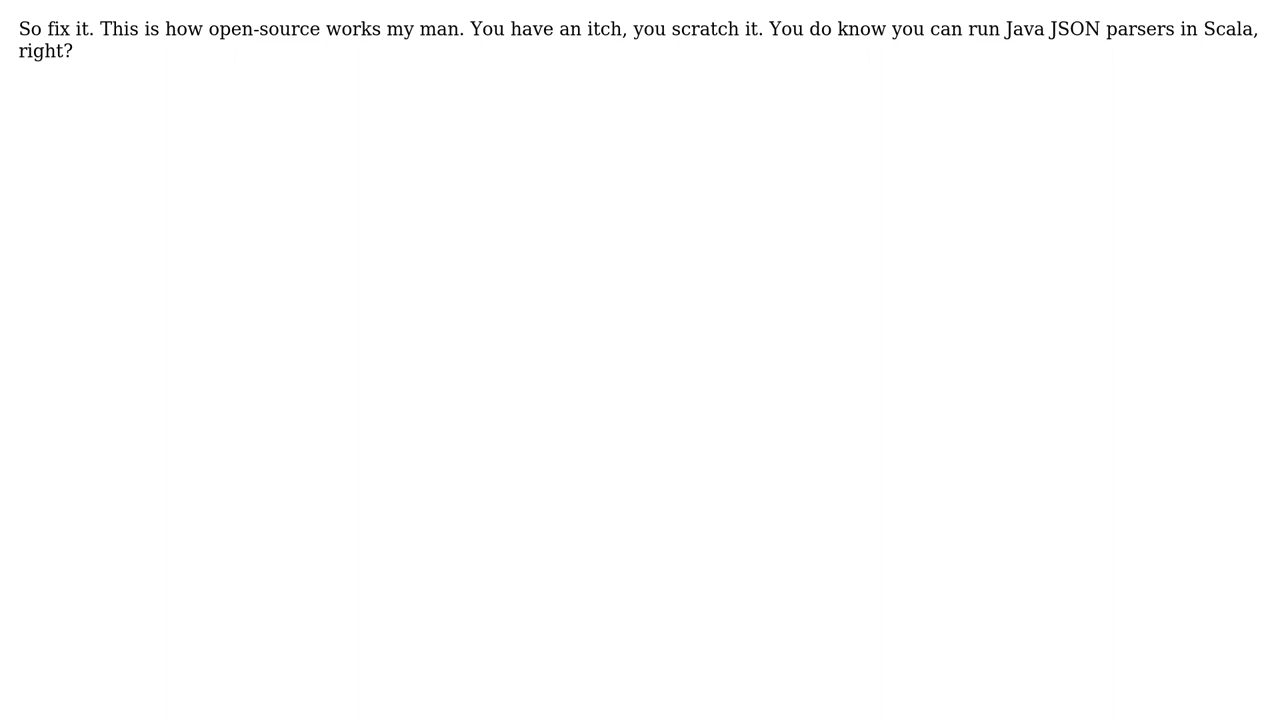 So fix it. This is how open-source works my man. You have an itch, you scratch it. You do know you can run Java JSON parsers in Scala,
right?